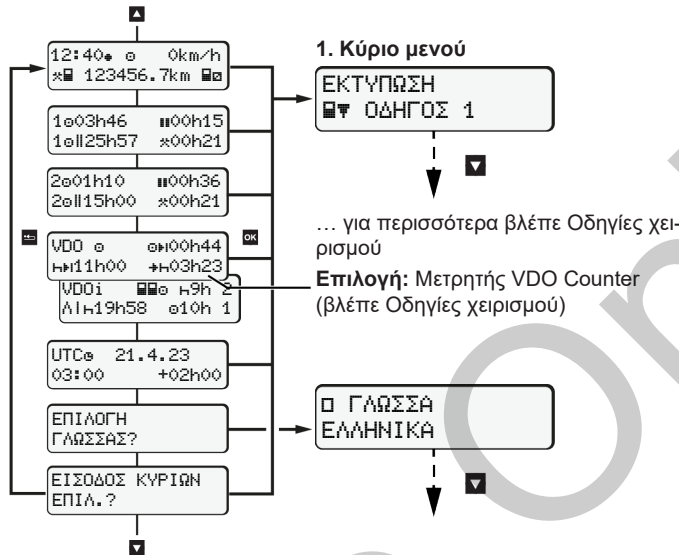 12:40 0km/h
123456.7km
1 03h46 00h15
1 25h57 00h21
2 01h10 00h36
2 15h00 00h21
VDO 00h44
11h00 03h23
VDOi 9h 2
19h58 10h 1
UTC 21.4.23
03:00 +02h00
ΕΠΙΛΟΓΗ
ΓΛΩΣΣΑΣ?
ΕΙΣΟΔΟΣ ΚΥΡΙΩΝ
ΕΠΙΛ.?
OK
1. Κύριο μενού
ΕΚΤΥΠΩΣΗ
ΟΔΗΓΟΣ 1
… για περισσότερα βλέπε Οδηγίες χει-
ρισμού
Επιλογή: Μετρητής VDO Counter
(βλέπε Οδηγίες χειρισμού)
ΓΛΩΣΣΑ
ΕΛΛΗΝΙΚΑ